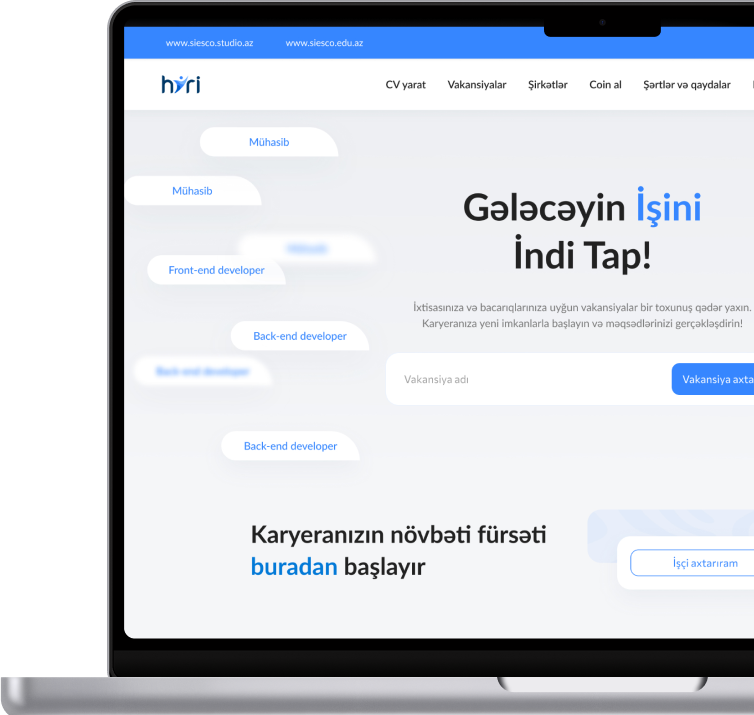 www.siesco.studio.az www.siesco.edu.az
hiri
CV yarat Vakansiyalar Şirkətlər Coin al Şərtlər və qaydalar
Mühasib
Mühasib
Front-end developer
Back-end developer
Back-end developer
Back-end developer
Gələcəyin İşini
İndi Tap!
İxtisasınıza və bacarıqlarınıza uyğun vakansiyalar bir toxunuş qədər yaxın.
Karyeranıza yeni imkanlarla başlayın və məqsədlərinizi gerçəkləşdirin!
Vakansiya adı
Vakansiya axta
Karyeranızın növbəti fürsəti
buradan başlayır
İşçi axtarıram